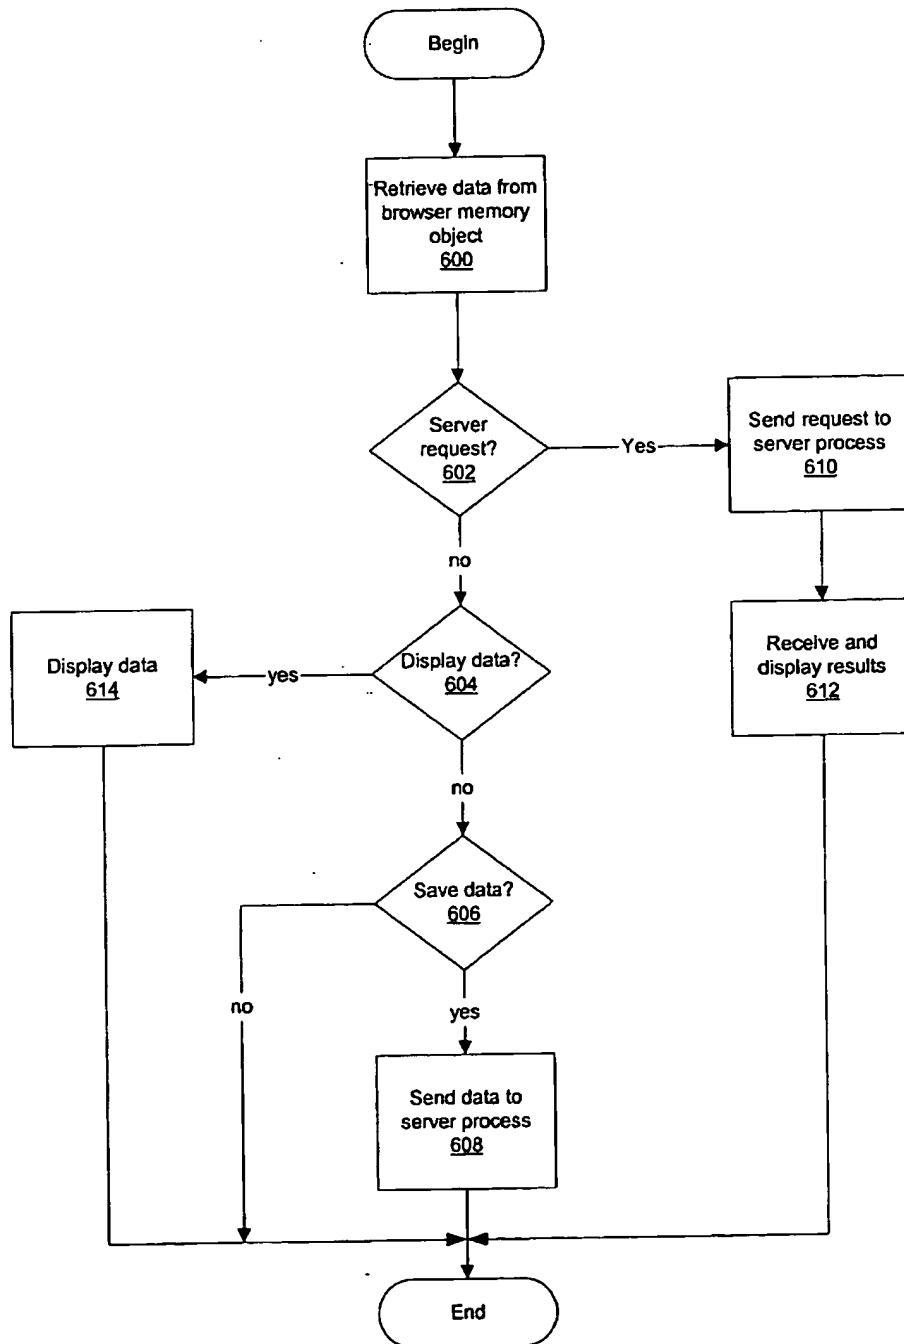 Begin
Retrieve data from
browser memory
object
600
Server
request?
602
Yes
Send request to
server process
610
no
Receive and
display results
612
Display data?
604
yes
Display data
614
no
Save data?
606
no
yes
Send data to
server process
608
End